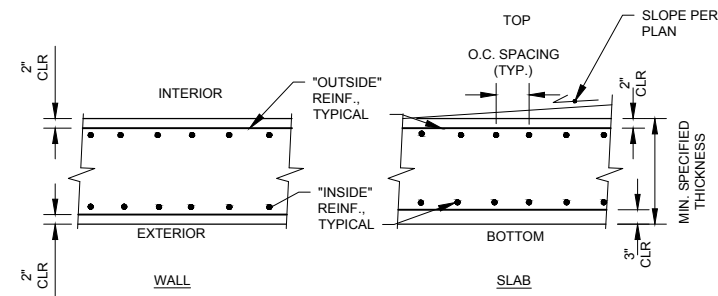 TOP
SLOPE PER
PLAN
O.C. SPACING
(TYP.)
2"
CLR
INTERIOR
"OUTSIDE"
REINF.,
TYPICAL
2"
CLR
MIN. SPECIFIED
THICKNESS
"INSIDE"
REINF.,
TYPICAL
EXTERIOR
BOTTOM
2"
CLR
3"
CLR
WALL
SLAB